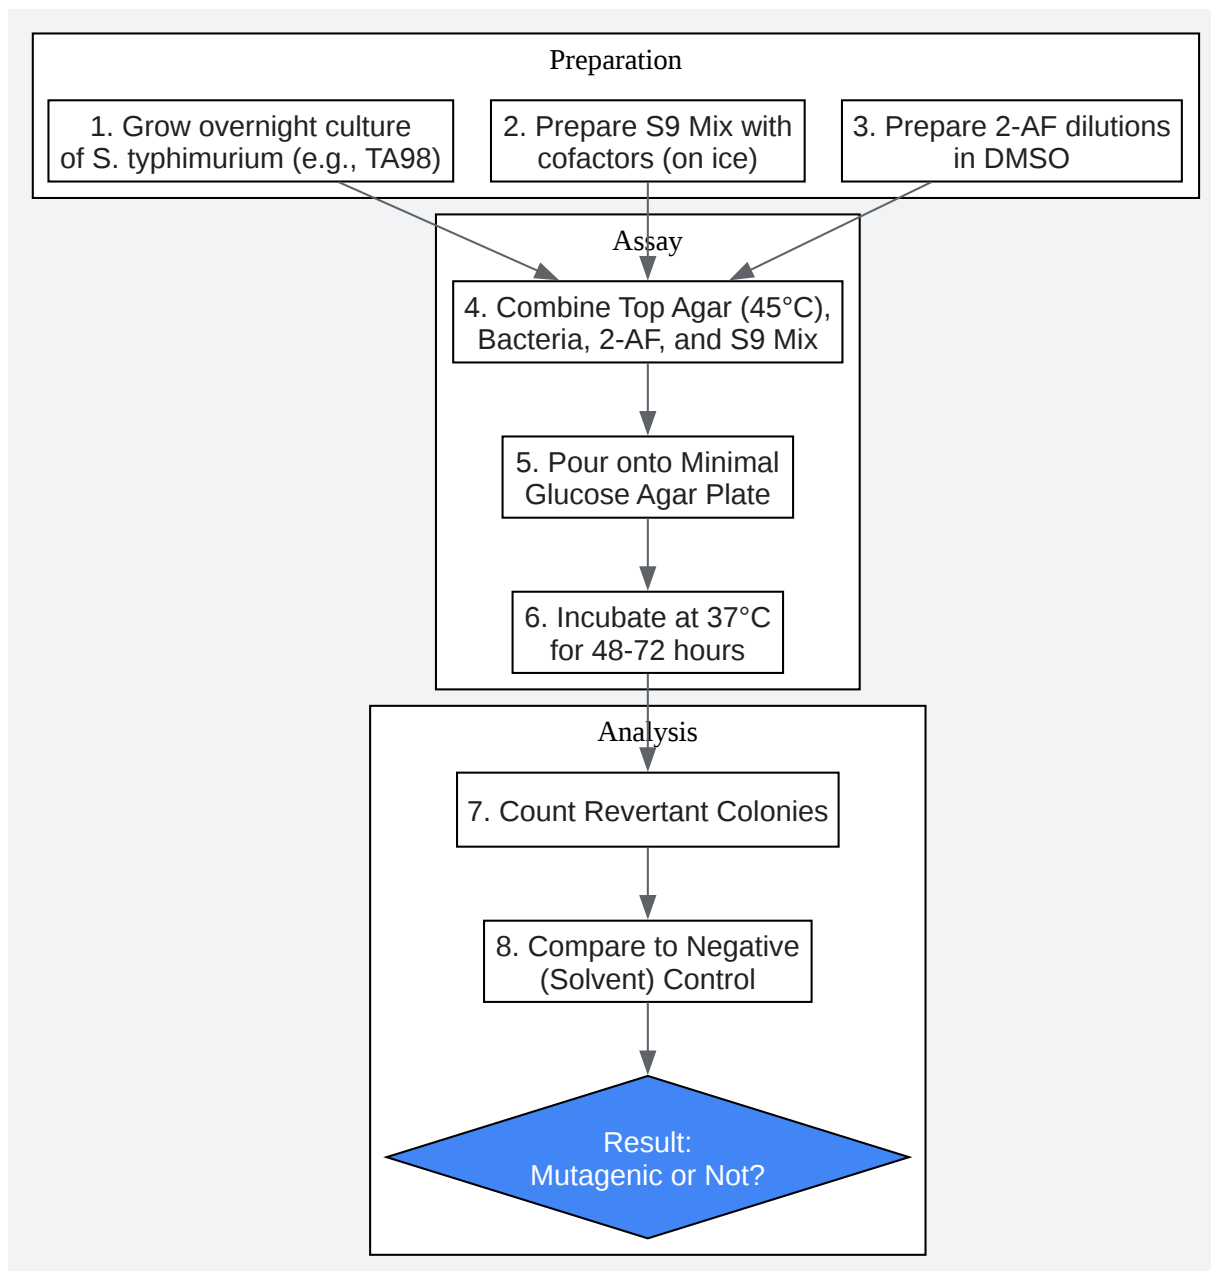 Preparation
1. Grow overnight culture
of S. typhimurium (e.g., TA98)
2. Prepare S9 Mix with
cofactors (on ice)
3. Prepare 2-AF dilutions
in DMSO
Assay
4. Combine Top Agar (45°C),
Bacteria, 2-AF, and S9 Mix
5. Pour onto Minimal
Glucose Agar Plate
6. Incubate at 37°C
for 48-72 hours
Analysis
7. Count Revertant Colonies
8. Compare to Negative
(Solvent) Control
Result:
Mutagenic or Not?